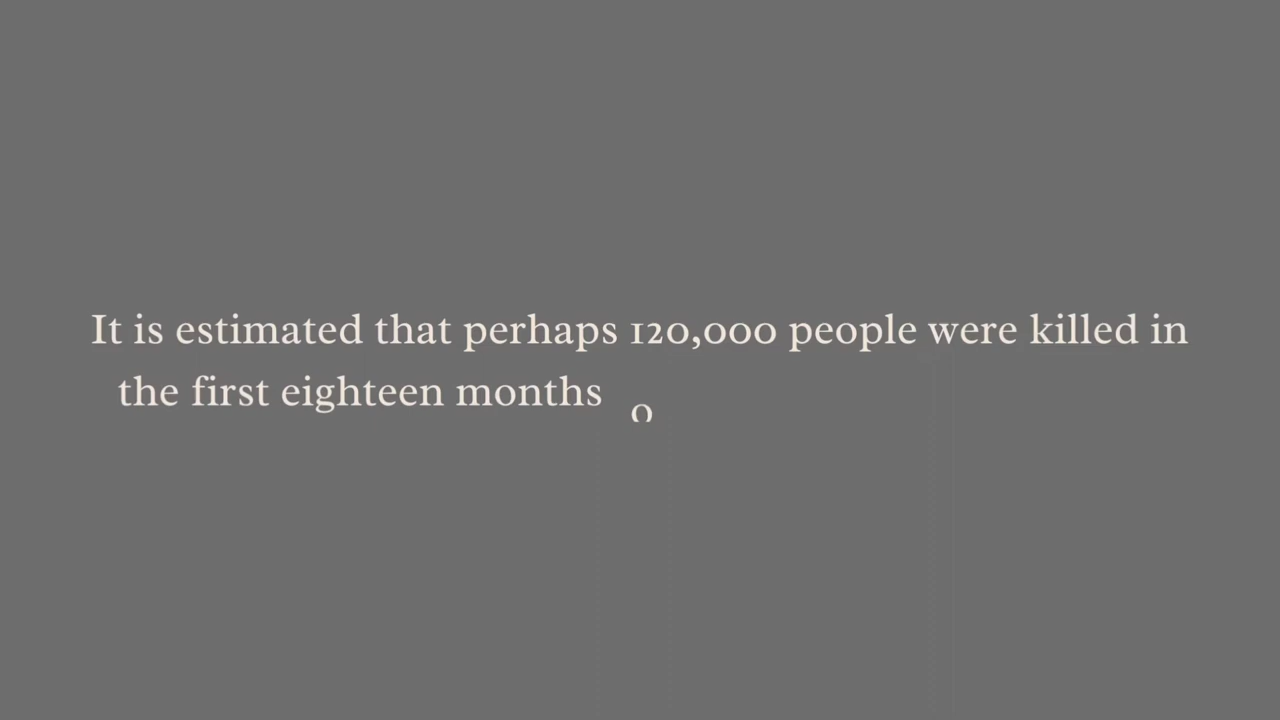 It is estimated that perhaps 120,000 people were killed in
the first eighteen months